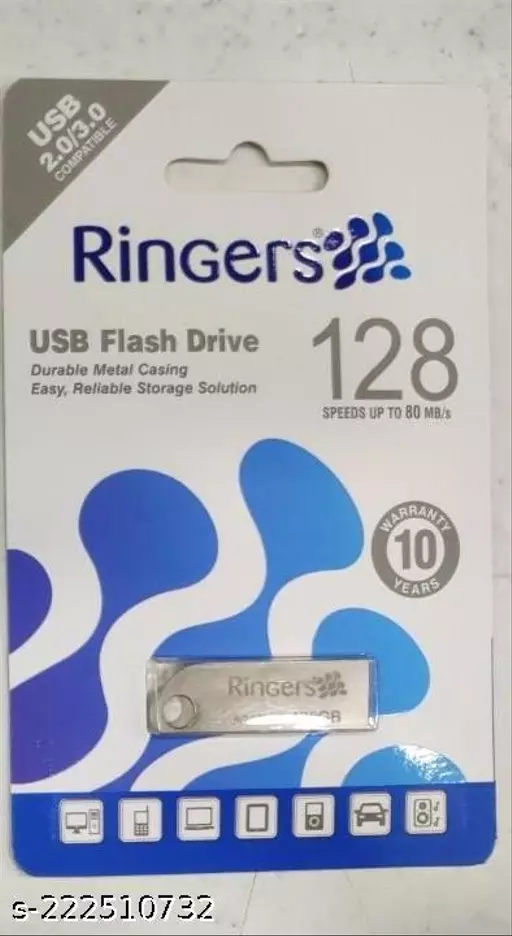 USB
2.0/3.0
COMPATIBLE
Ringers®
USB Flash Drive
Durable Metal Casing
Easy, Reliable Storage Solution
128
SPEEDS UP TO 80 MB/s
WARRANTY
10
YEARS
Ringers
GB
s-222510732